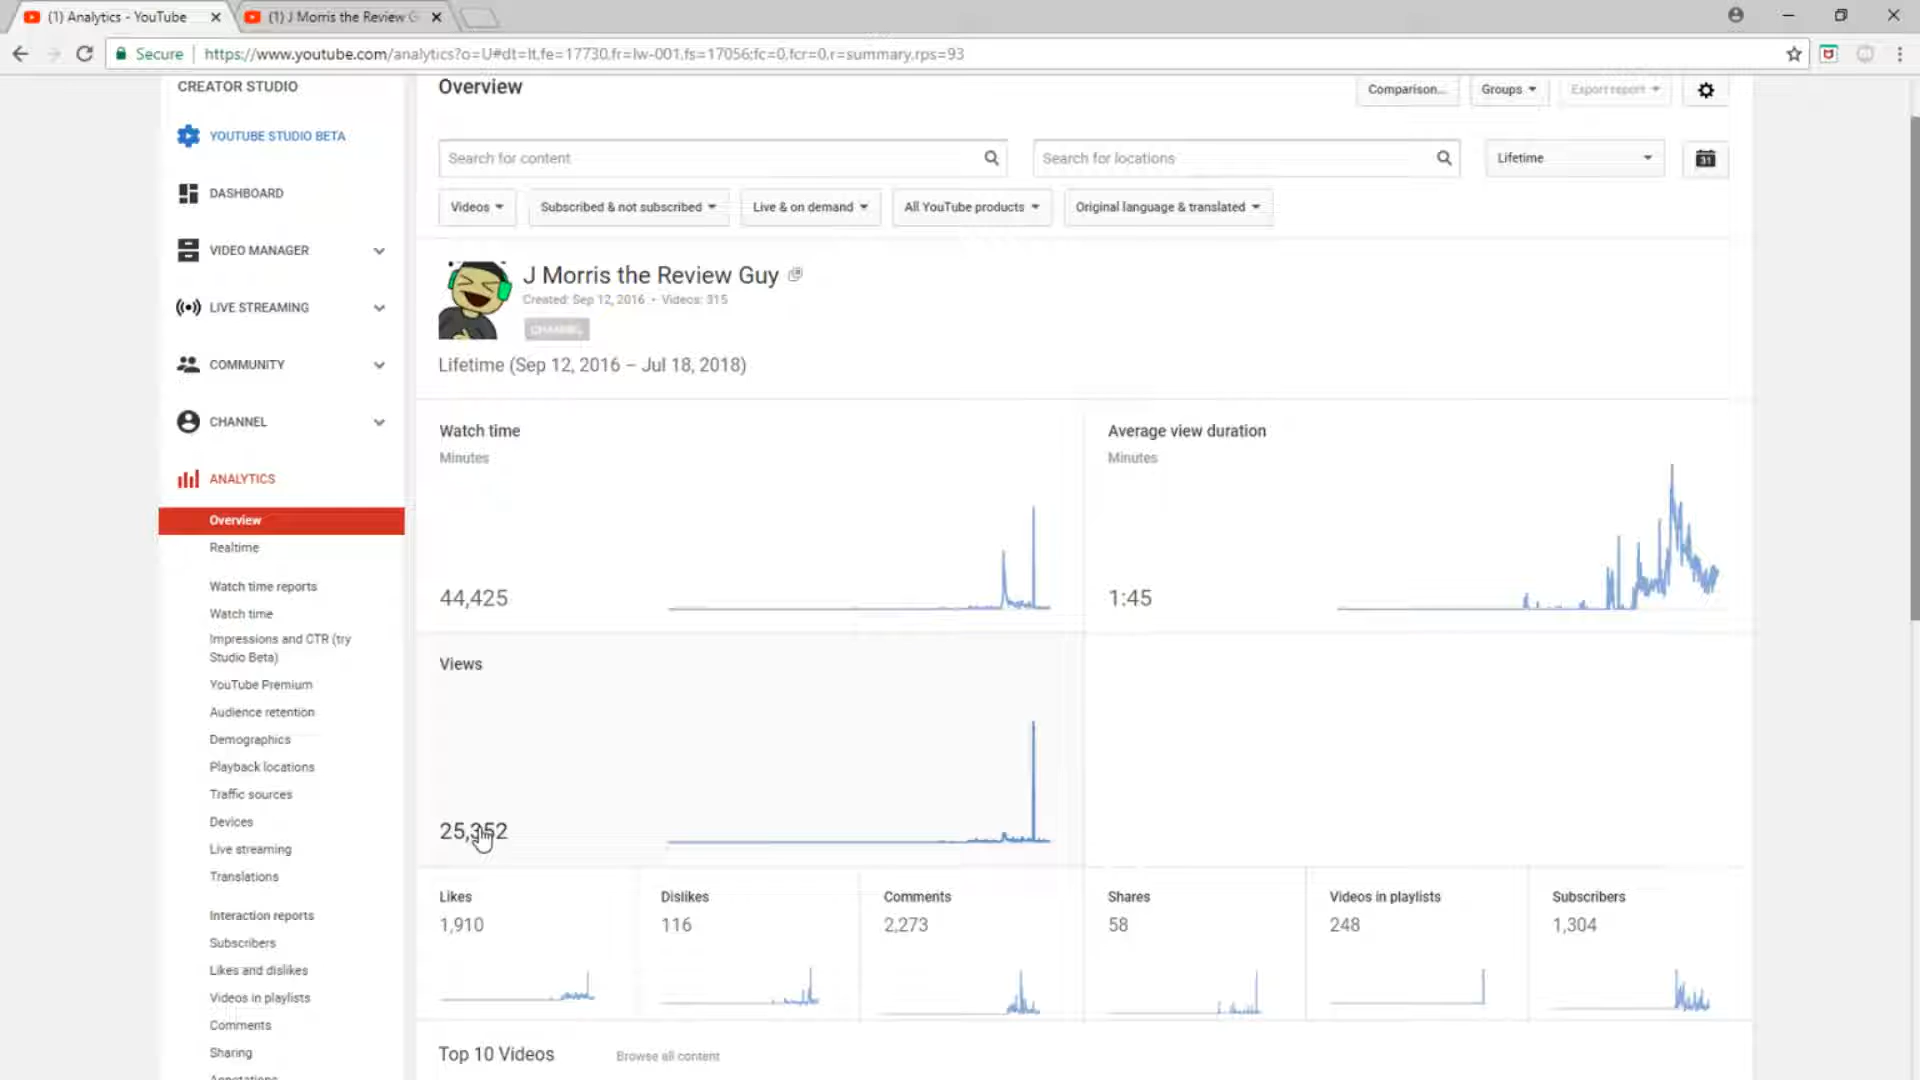 (1) Analytics - YouTube
(1) J Morris the Review G
Secure
https://www.youtube.com/analytics?o=U#dt=lt,fe=17730,fr=lw-001,fs=17056;fc=0,fcr=0,r=summary,rps=93
CREATOR STUDIO
Overview
Comparison...
Groups
Export report
YOUTUBE STUDIO BETA
Search for content
Search for locations
Lifetime
31
DASHBOARD
Videos
Subscribed & not subscribed
Live & on demand
All YouTube products
Original language & translated
VIDEO MANAGER
J Morris the Review Guy
Created: Sep 12, 2016 • Videos: 315
LIVE STREAMING
CHANNEL
Lifetime (Sep 12, 2016 – Jul 18, 2018)
COMMUNITY
CHANNEL
Watch time
Minutes
44,425
Average view duration
Minutes
1:45
ANALYTICS
Overview
Realtime
Watch time reports
Watch time
Impressions and CTR (try
Studio Beta)
YouTube Premium
Audience retention
Demographics
Playback locations
Traffic sources
Devices
Live streaming
Translations
Interaction reports
Subscribers
Likes and dislikes
Videos in playlists
Comments
Sharing
Annotations
Views
25,352
Likes
1,910
Dislikes
116
Comments
2,273
Shares
58
Videos in playlists
248
Subscribers
1,304
Top 10 Videos
Browse all content